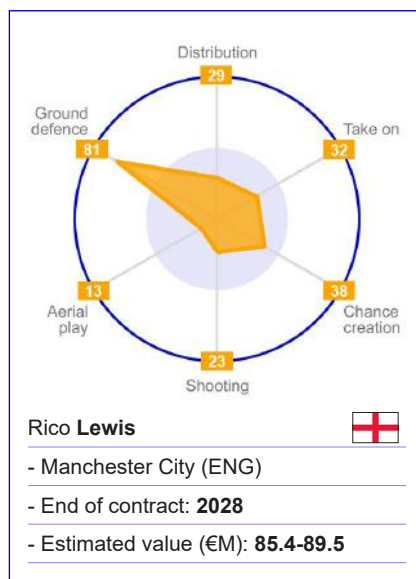 Distribution
29
Ground
defence
81
Take on
32
13
Aerial
play
38
Chance
creation
23
Shooting
Rico Lewis
- Manchester City (ENG)
- End of contract: 2028
- Estimated value (€M): 85.4-89.5